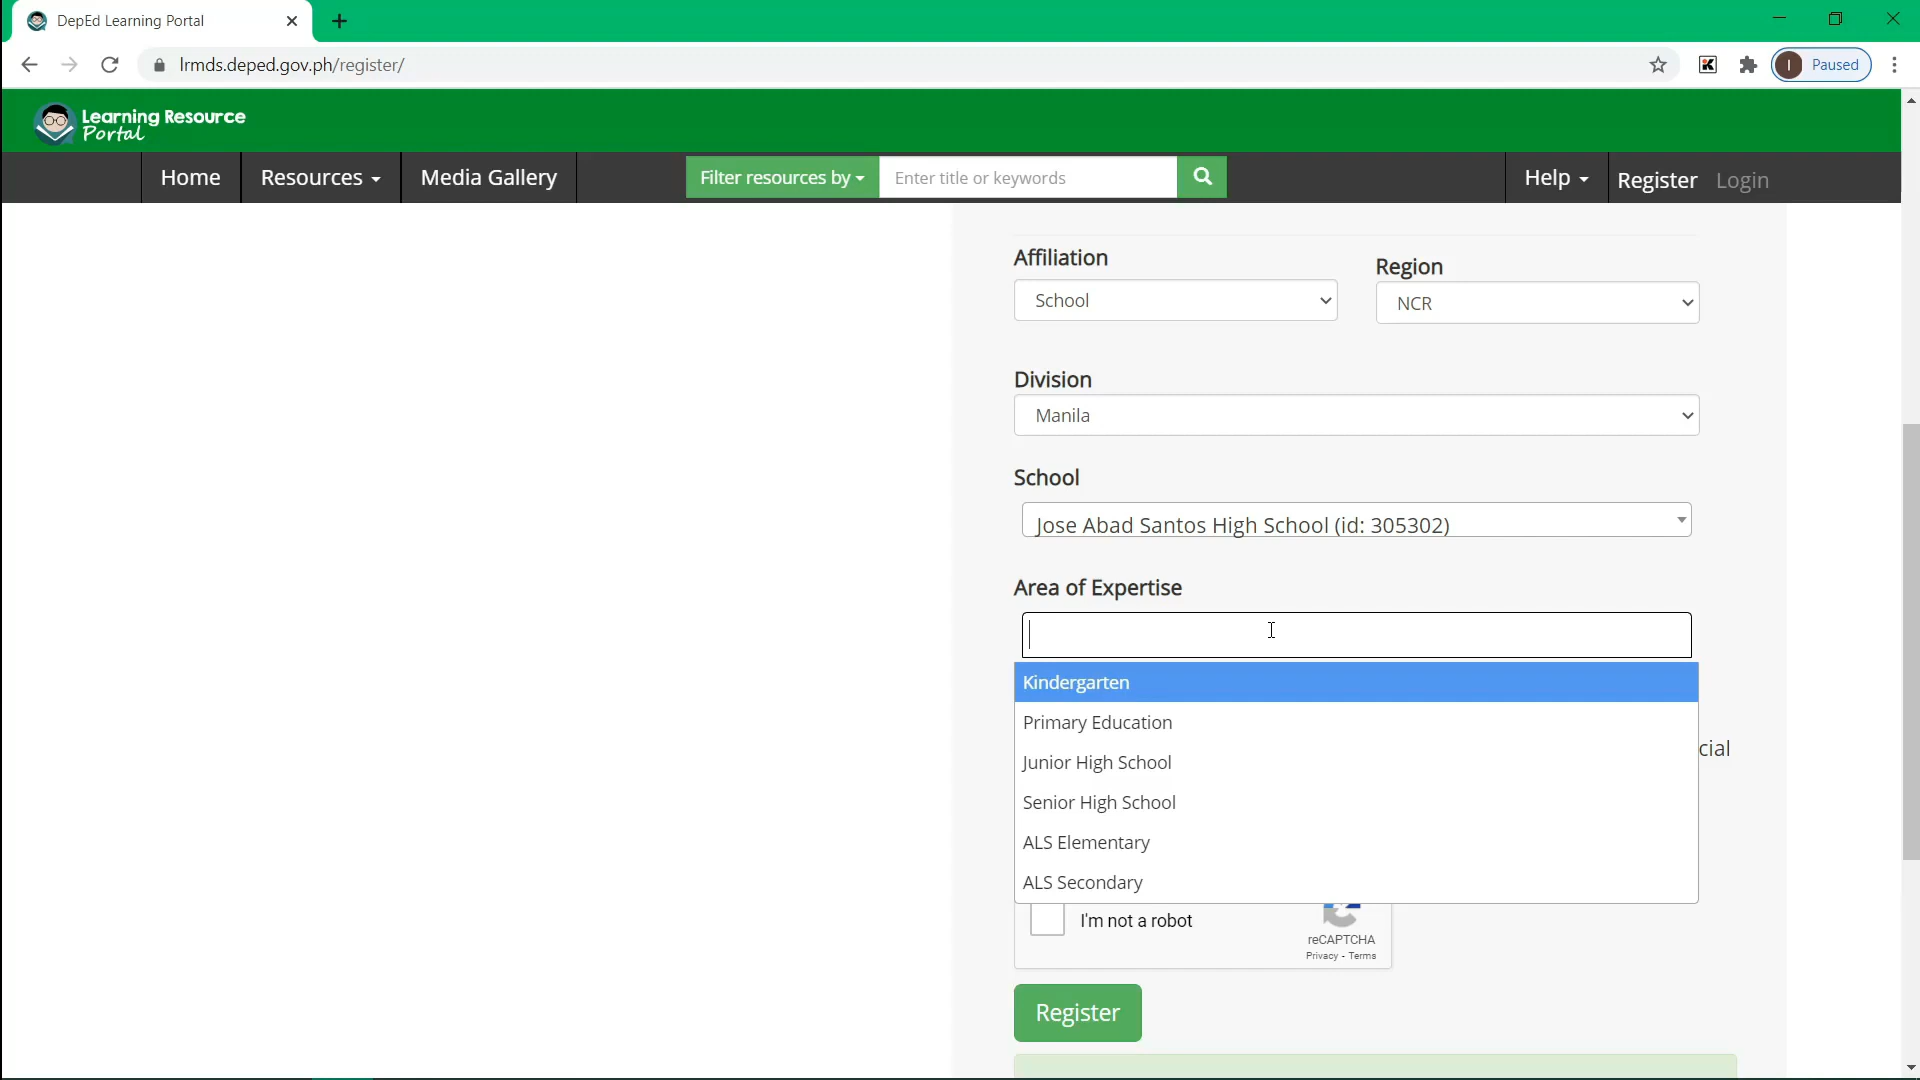 DepEd Learning Portal
lrmds.deped.gov.ph/register/
I
Paused
Learning Resource
Portal
Home
Resources
Media Gallery
Filter resources by
Enter title or keywords
Help
Register
Login
Affiliation
Region
School
NCR
Division
Manila
School
Jose Abad Santos High School (id: 305302)
Area of Expertise
Kindergarten
Primary Education
cial
Junior High School
Senior High School
ALS Elementary
ALS Secondary
I'm not a robot
reCAPTCHA
Privacy - Terms
Register